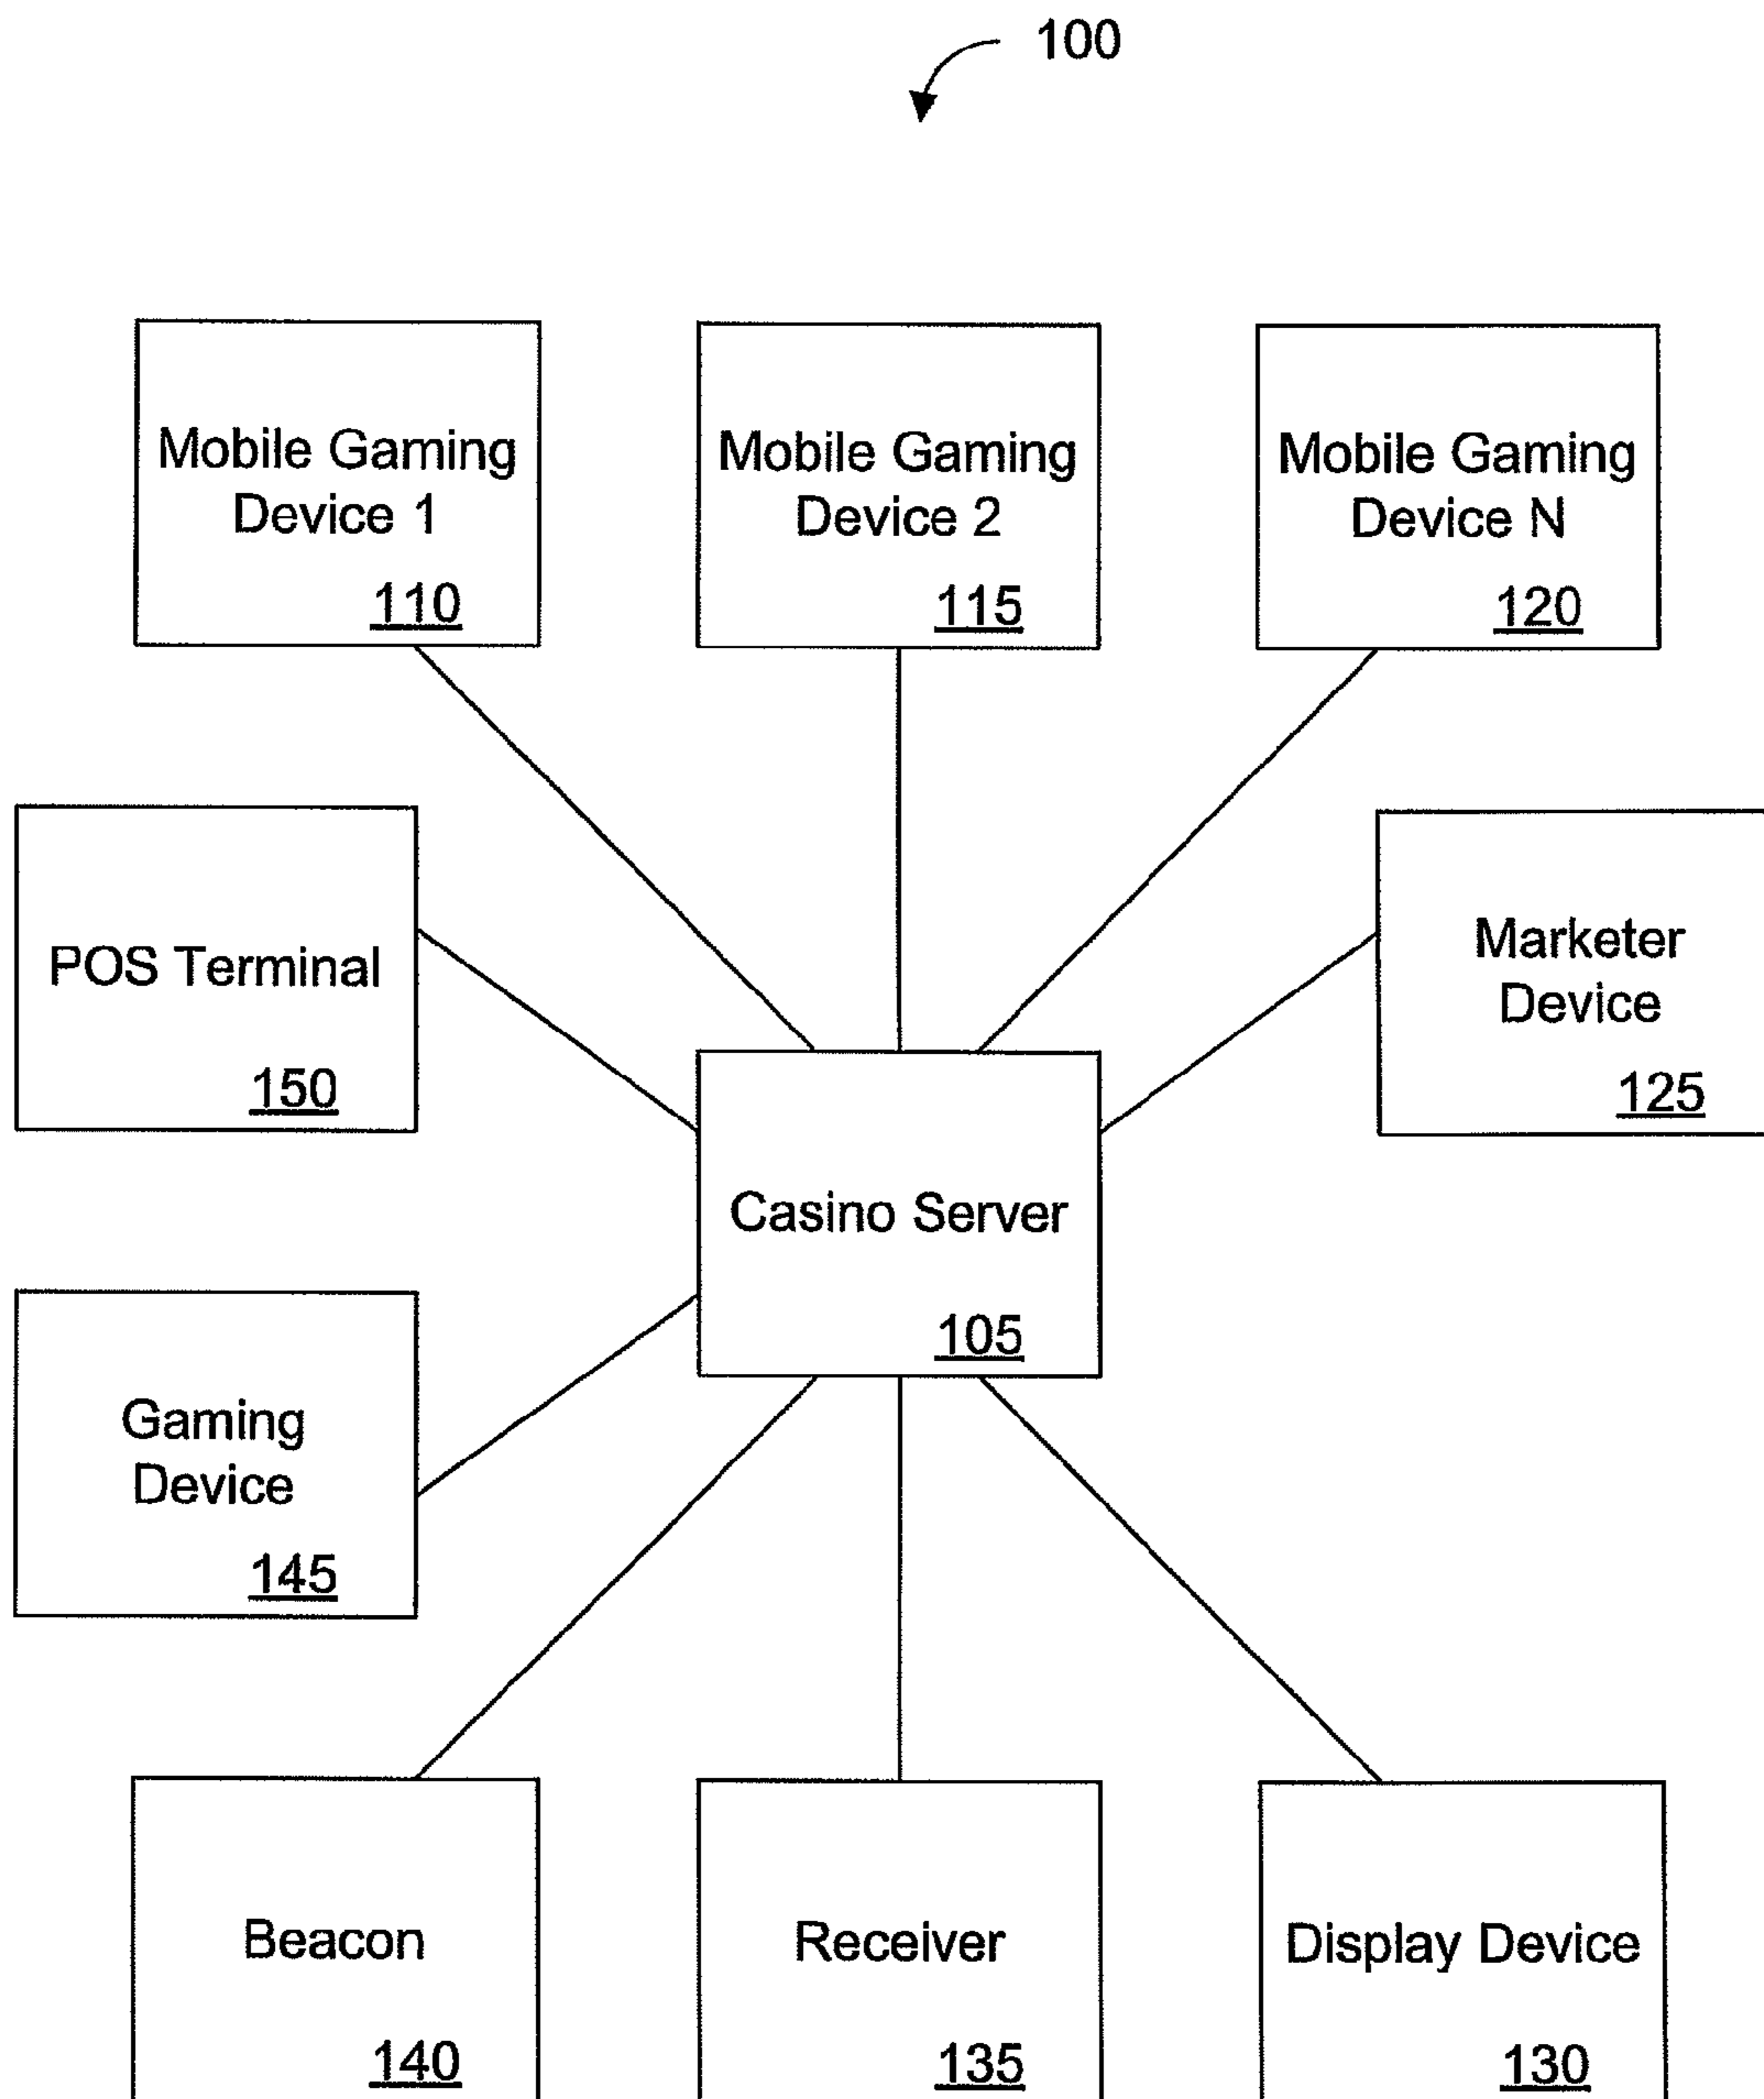 100
Mobile Gaming
Device 1
110
Mobile Gaming
Device 2
115
Mobile Gaming
Device N
120
POS Terminal
150
Marketer
Device
125
Casino Server
105
Gaming
Device
145
Beacon
140
Receiver
135
Display Device
130